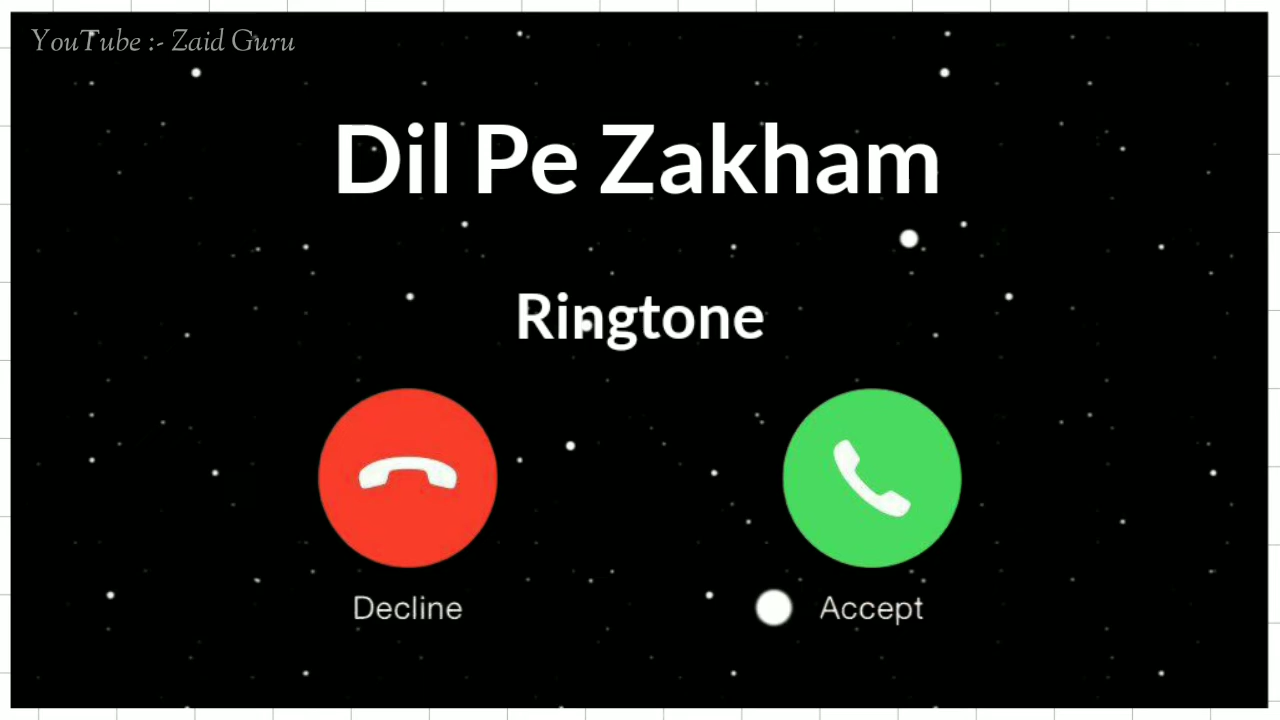 YouTube :- Zaid Guru
Dil Pe Zakham
Ringtone
Decline
Accept